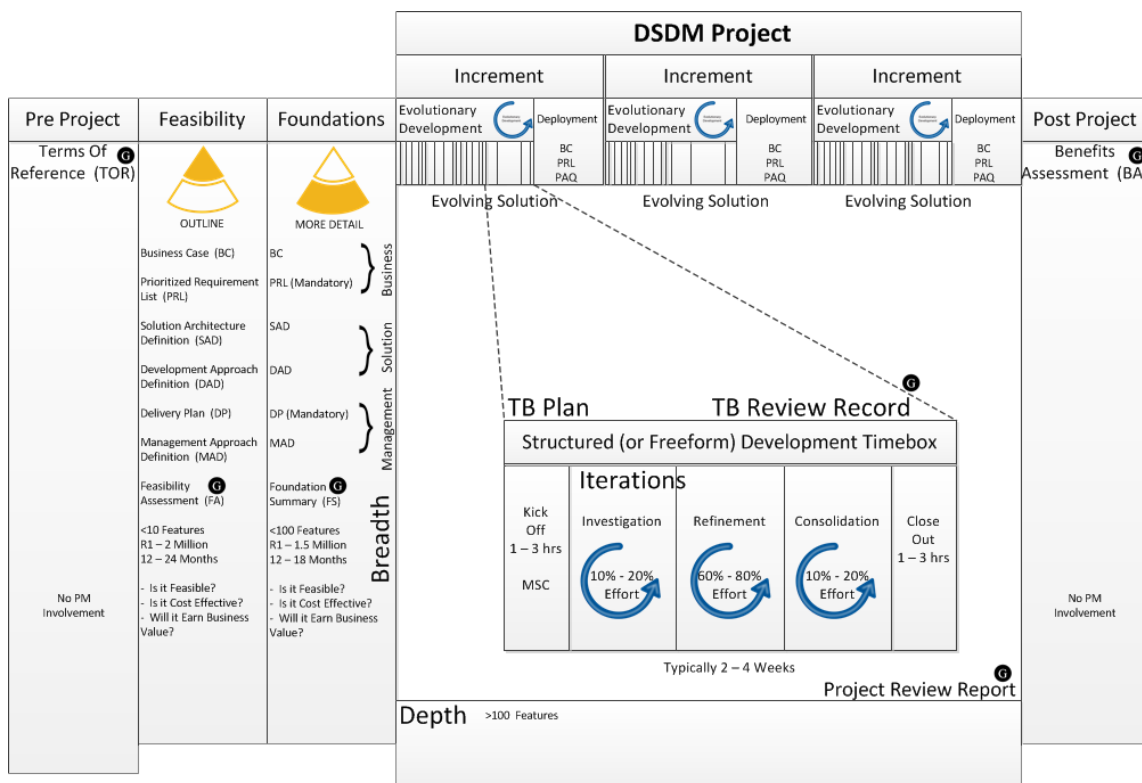 DSDM Project
Increment
Increment
Increment
Pre Project
Feasibility
Foundations
Evolutionary
Development
Deployment
Evolutionary
Development
Deployment
Evolutionary
Development
Deployment
Post Project
Terms Of
Reference (TOR)
G
BC
PRL
PAQ
BC
PRL
PAQ
BC
PRL
PAQ
Benefits
Assessment (BA)
G
Evolving Solution
Evolving Solution
Evolving Solution
OUTLINE
MORE DETAIL
Business Case (BC)
BC
Prioritized Requirement
List (PRL)
PRL (Mandatory)
Business
Solution Architecture
Definition (SAD)
SAD
Development Approach
Definition (DAD)
DAD
Solution
Delivery Plan (DP)
DP (Mandatory)
Management Approach
Definition (MAD)
MAD
Management
Feasibility
Assessment (FA)
G
Foundation
Summary (FS)
G
<10 Features
R1 – 2 Million
12 – 24 Months
<100 Features
R1 – 1.5 Million
12 – 18 Months
- Is it Feasible?
- Is it Cost Effective?
- Will it Earn Business
Value?
- Is it Feasible?
- Is it Cost Effective?
- Will it Earn Business
Value?
Breadth
No PM
Involvement
TB Plan
TB Review Record
G
Structured (or Freeform) Development Timebox
Iterations
Kick
Off
1 – 3 hrs
MSC
Investigation
10% - 20%
Effort
Refinement
60% - 80%
Effort
Consolidation
10% - 20%
Effort
Close
Out
1 – 3 hrs
Typically 2 – 4 Weeks
G
Project Review Report
Depth
>100 Features
No PM
Involvement